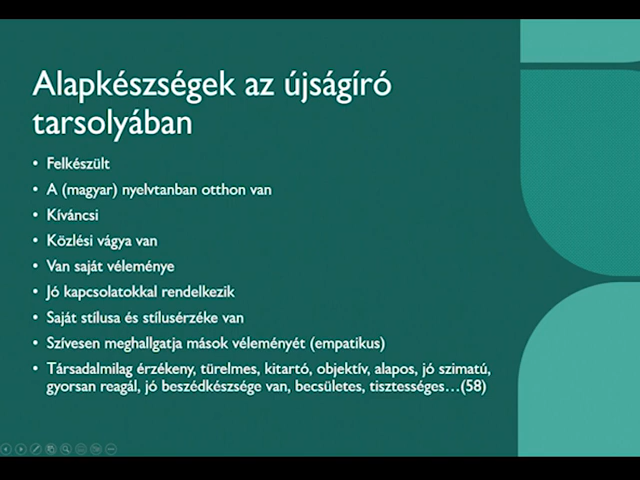 Alapkészségek az újságíró
tarsolyában
• Felkészült
• A (magyar) nyelvtanban otthon van
• Kíváncsi
• Közlési vágya van
• Van saját véleménye
• Jó kapcsolatokkal rendelkezik
• Saját stílusa és stílusérzéke van
• Szívesen meghallgatja mások véleményét (empatikus)
• Társadalmilag érzékeny, türelmes, kitartó, objektív, alapos, jó szimatú,
gyorsan reagál, jó beszédkészsége van, becsületes, tisztességes…(58)